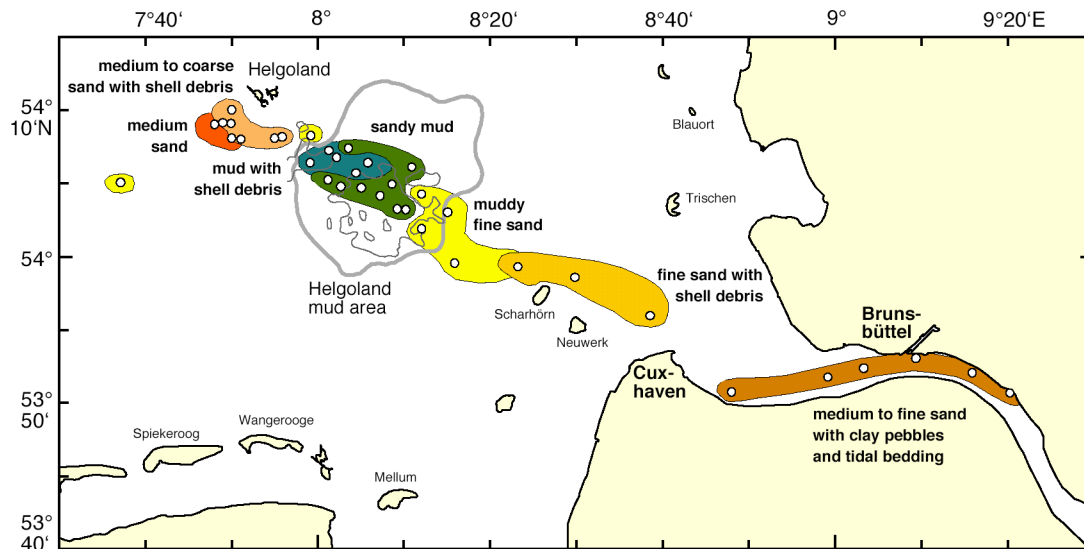 7°40‘
8°
8°20‘
8°40‘
9°
9°20‘E
medium to coarse
sand with shell debris
Helgoland
54°
10‘N
medium
sand
sandy mud
Blauort
mud with
shell debris
Trischen
muddy
fine sand
54°
fine sand with
shell debris
Helgoland
mud area
Scharhörn
Bruns-
büttel
Neuwerk
Cux-
haven
53°
50‘
medium to fine sand
with clay pebbles
and tidal bedding
Wangerooge
Spiekeroog
Mellum
53°
40‘